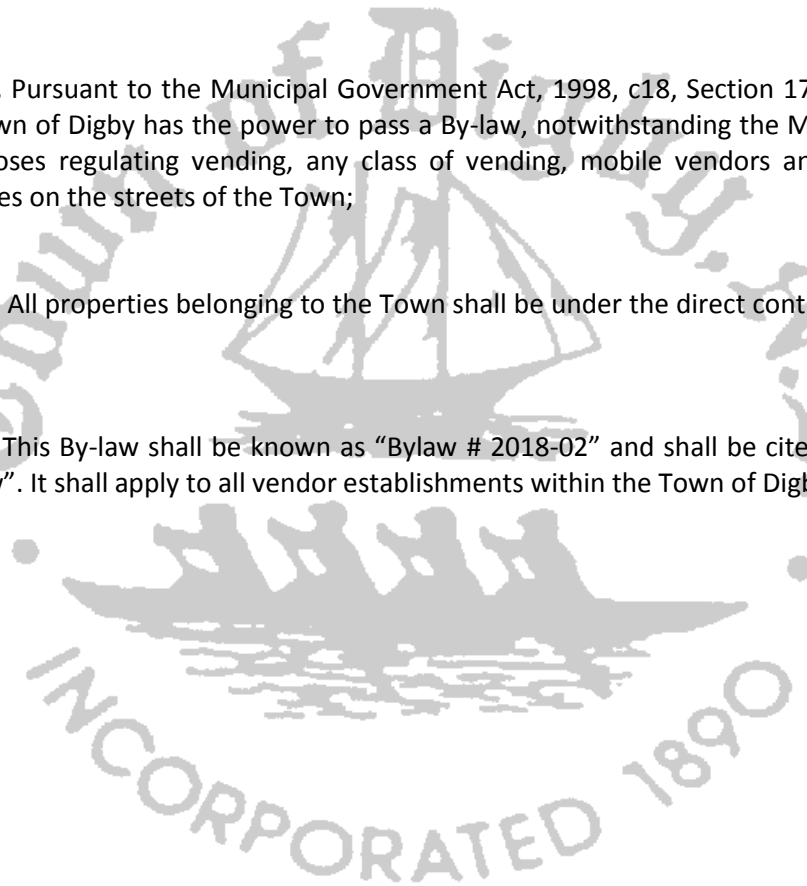 Town of Digby,
. Pursuant to the Municipal Government Act, 1998, c18, Section 17
wn of Digby has the power to pass a By-law, notwithstanding the M
oses regulating vending, any class of vending, mobile vendors an
es on the streets of the Town;
All properties belonging to the Town shall be under the direct cont
This By-law shall be known as “Bylaw # 2018-02” and shall be cite
y”. It shall apply to all vendor establishments within the Town of Digb
INCORPORATED 1890